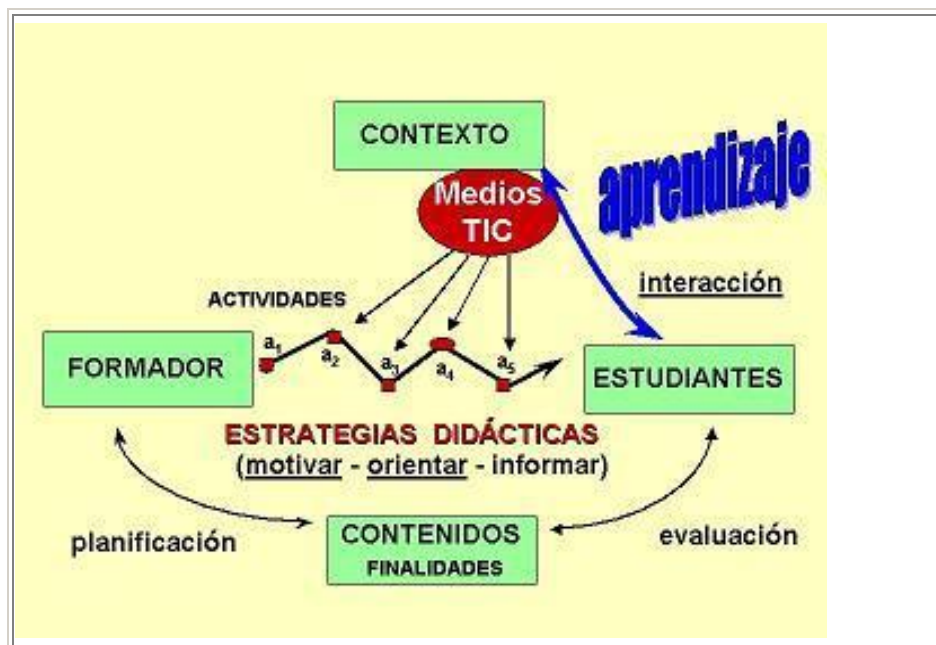 CONTEXTO
aprendizaje
Medios
TIC
interacción
ACTIVIDADES
a1
a2
a3
a4
a5
FORMADOR
ESTUDIANTES
ESTRATEGIAS DIDÁCTICAS
(motivar - orientar - informar)
planificación
CONTENIDOS
FINALIDADES
evaluación